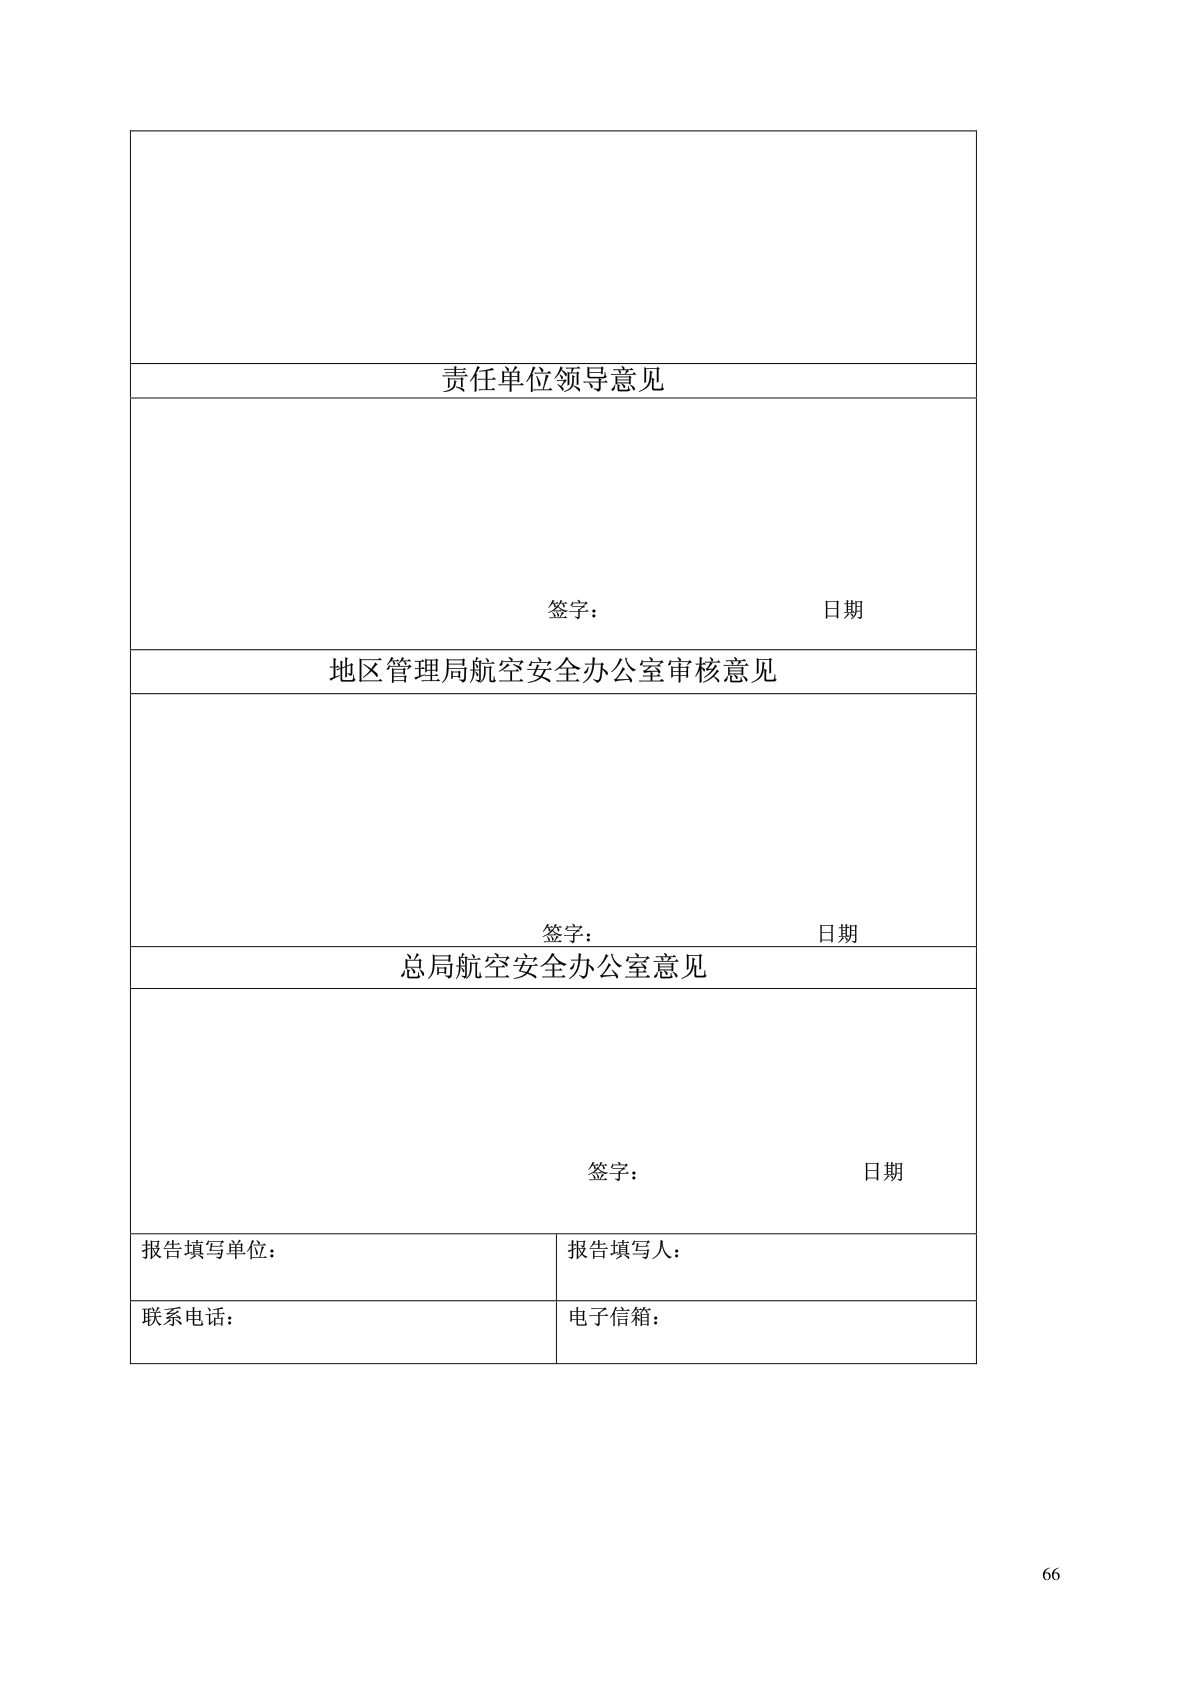 责任单位领导意见
签字： 日期
地区管理局航空安全办公室审核意见
签字： 日期
总局航空安全办公室意见
签字： 日期
报告填写单位： 报告填写人：
联系电话： 电子信箱：
66